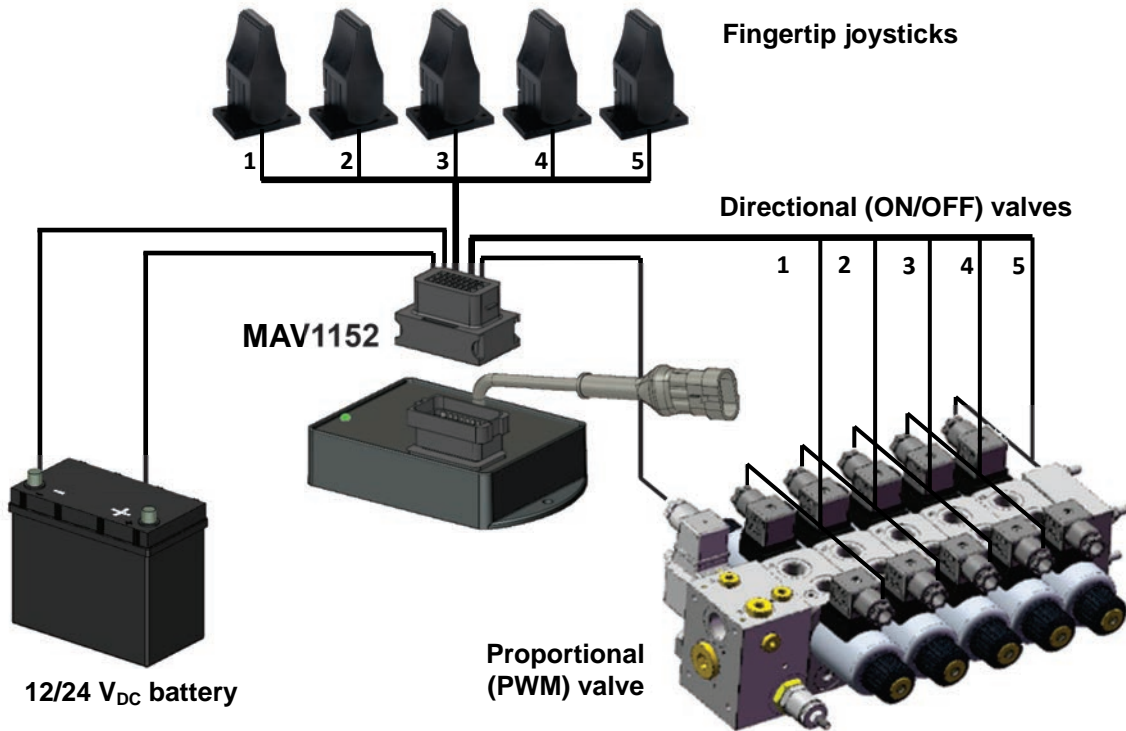 Fingertip joysticks
1 2 3 4 5
Directional (ON/OFF) valves
1 2 3 4 5
MAV1152
- +
Proportional
(PWM) valve
12/24 VDC battery